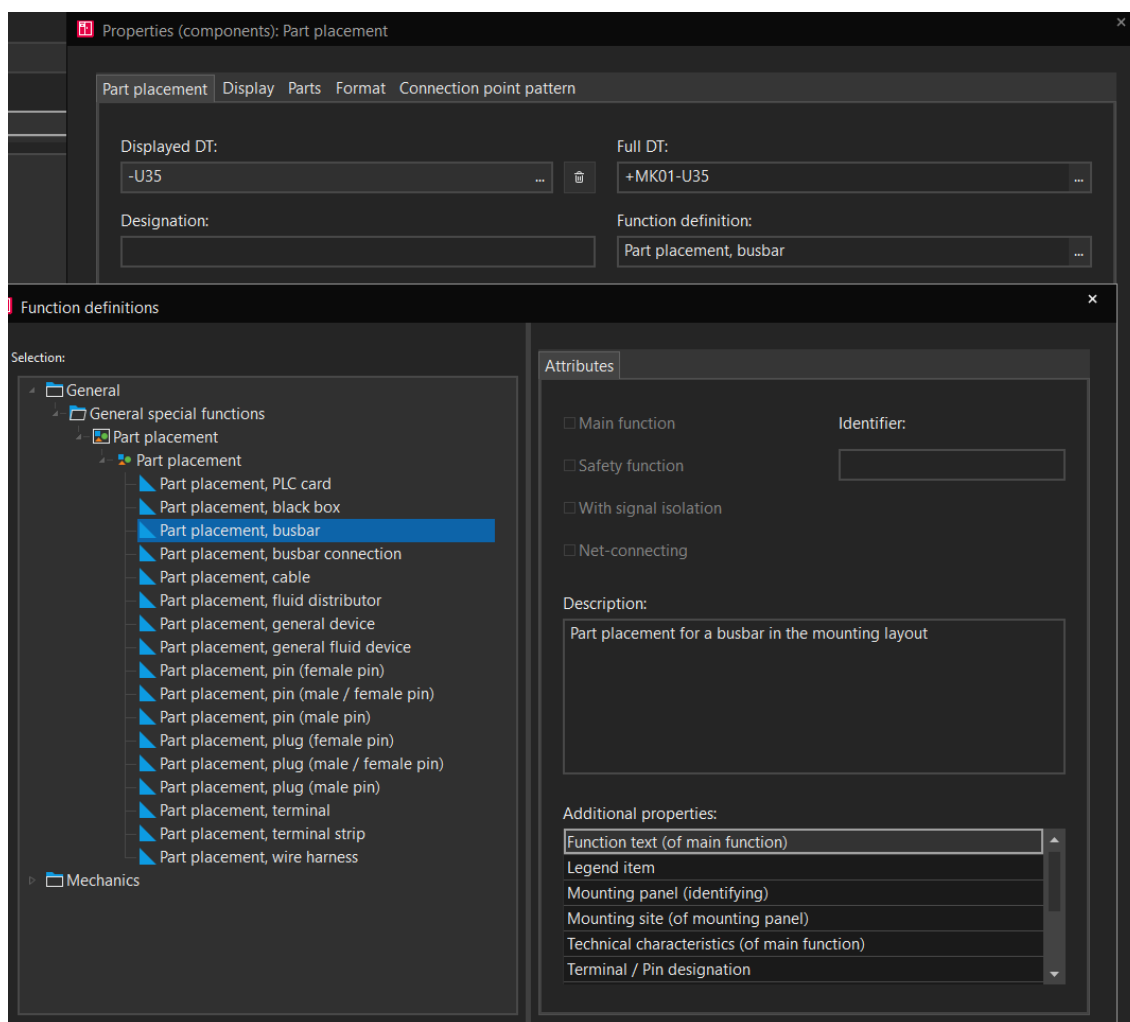 Properties (components): Part placement
Part placement Display Parts Format Connection point pattern
Displayed DT:
Full DT:
-U35 ...
+MK01-U35 ...
Designation:
Function definition:
Part placement, busbar ...
Function definitions
Selection:
General
General special functions
Part placement
Part placement
Part placement, PLC card
Part placement, black box
Part placement, busbar
Part placement, busbar connection
Part placement, cable
Part placement, fluid distributor
Part placement, general device
Part placement, general fluid device
Part placement, pin (female pin)
Part placement, pin (male / female pin)
Part placement, pin (male pin)
Part placement, plug (female pin)
Part placement, plug (male / female pin)
Part placement, plug (male pin)
Part placement, terminal
Part placement, terminal strip
Part placement, wire harness
Mechanics
Attributes
Main function
Identifier:
Safety function
With signal isolation
Net-connecting
Description:
Part placement for a busbar in the mounting layout
Additional properties:
Function text (of main function)
Legend item
Mounting panel (identifying)
Mounting site (of mounting panel)
Technical characteristics (of main function)
Terminal / Pin designation